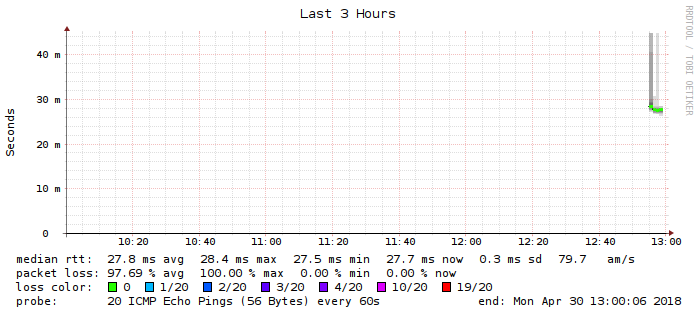 Last 3 Hours
RRDTOOL / TOBI OETIKER
Seconds
40 m
30 m
20 m
10 m
0
10:20 10:40 11:00 11:20 11:40 12:00 12:20 12:40 13:00
median rtt: 27.8 ms avg 28.4 ms max 27.5 ms min 27.7 ms now 0.3 ms sd 79.7 am/s
packet loss: 97.69 % avg 100.00 % max 0.00 % min 0.00 % now
loss color: 0 1/20 2/20 3/20 4/20 10/20 19/20
probe: 20 ICMP Echo Pings (56 Bytes) every 60s end: Mon Apr 30 13:00:06 2018